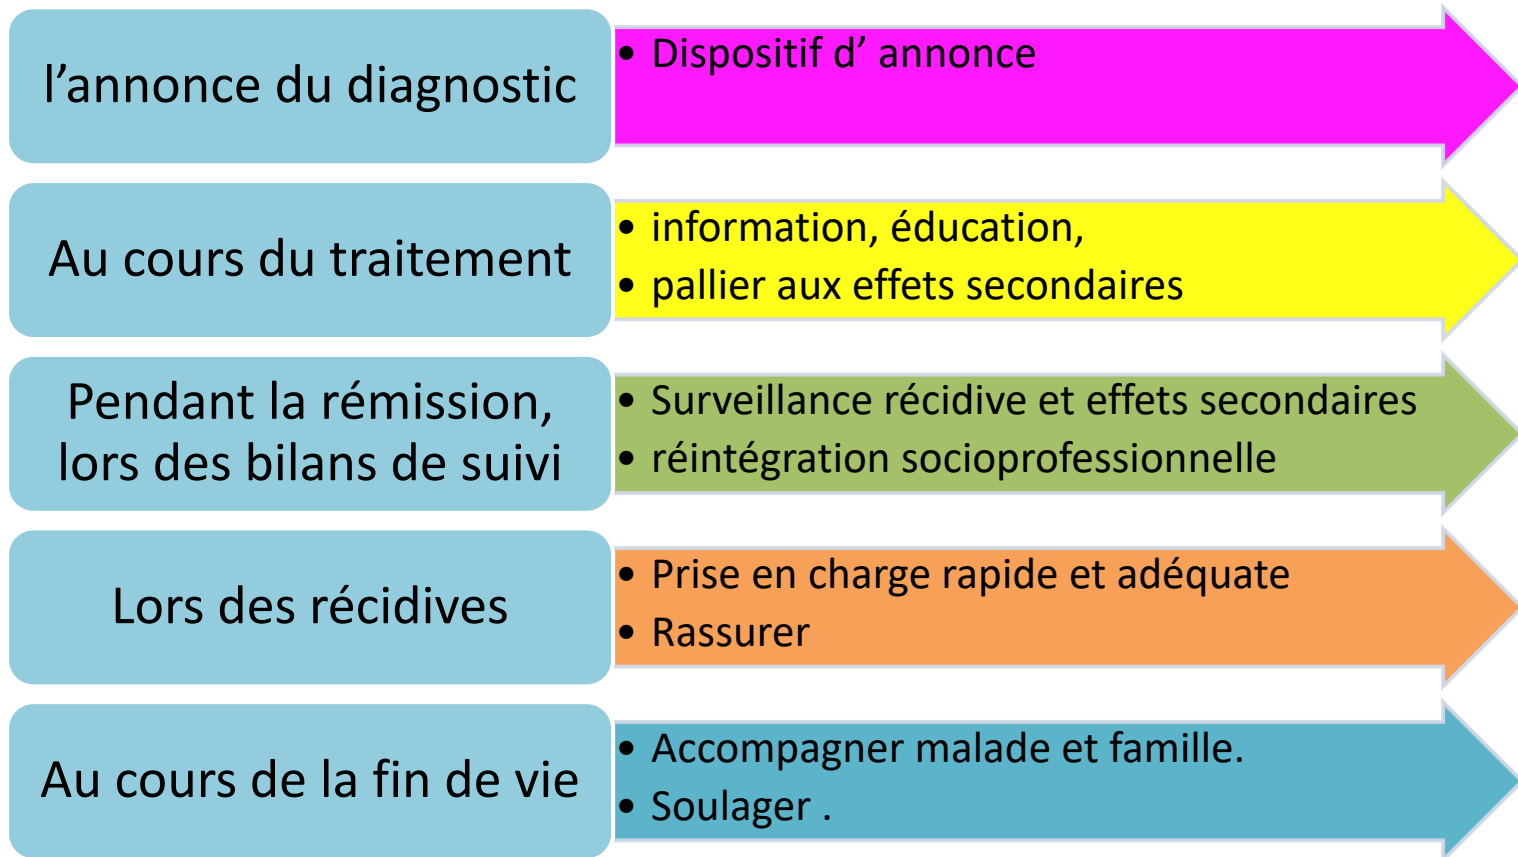 l’annonce du diagnostic
• Dispositif d’ annonce
Au cours du traitement
• information, éducation,
• pallier aux effets secondaires
Pendant la rémission,
lors des bilans de suivi
• Surveillance récidive et effets secondaires
• réintégration socioprofessionnelle
Lors des récidives
• Prise en charge rapide et adéquate
• Rassurer
Au cours de la fin de vie
• Accompagner malade et famille.
• Soulager .